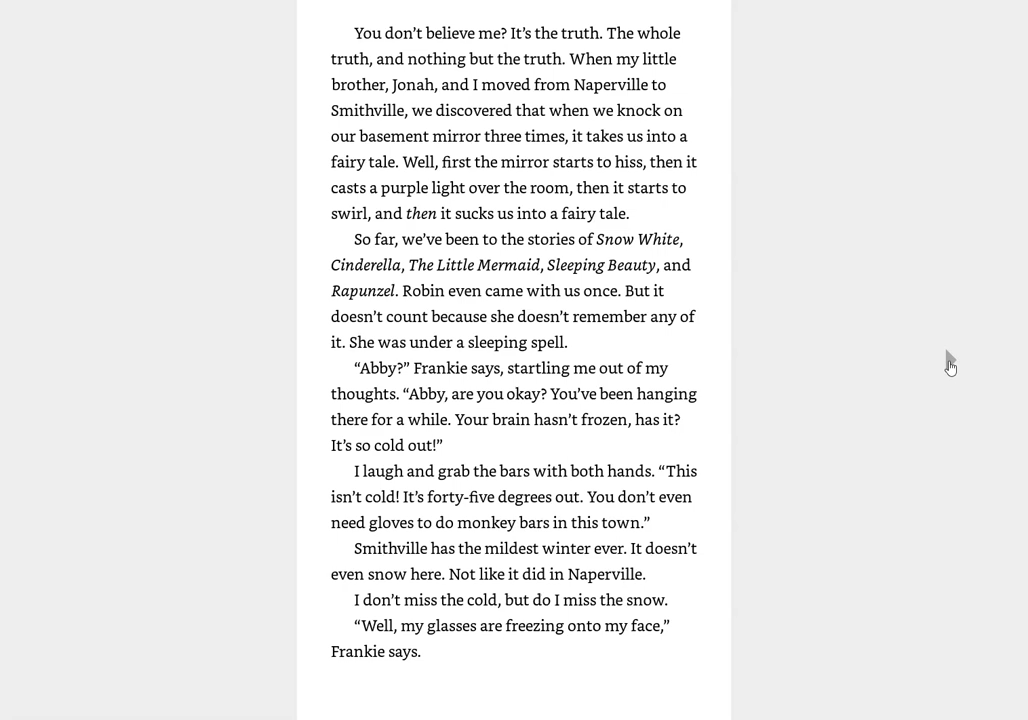 You don’t believe me? It’s the truth. The whole
truth, and nothing but the truth. When my little
brother, Jonah, and I moved from Naperville to
Smithville, we discovered that when we knock on
our basement mirror three times, it takes us into a
fairy tale. Well, first the mirror starts to hiss, then it
casts a purple light over the room, then it starts to
swirl, and then it sucks us into a fairy tale.
So far, we’ve been to the stories of Snow White,
Cinderella, The Little Mermaid, Sleeping Beauty, and
Rapunzel. Robin even came with us once. But it
doesn’t count because she doesn’t remember any of
it. She was under a sleeping spell.
“Abby?” Frankie says, startling me out of my
thoughts. “Abby, are you okay? You’ve been hanging
there for a while. Your brain hasn’t frozen, has it?
It’s so cold out!”
I laugh and grab the bars with both hands. “This
isn’t cold! It’s forty-five degrees out. You don’t even
need gloves to do monkey bars in this town.”
Smithville has the mildest winter ever. It doesn’t
even snow here. Not like it did in Naperville.
I don’t miss the cold, but do I miss the snow.
“Well, my glasses are freezing onto my face,”
Frankie says.